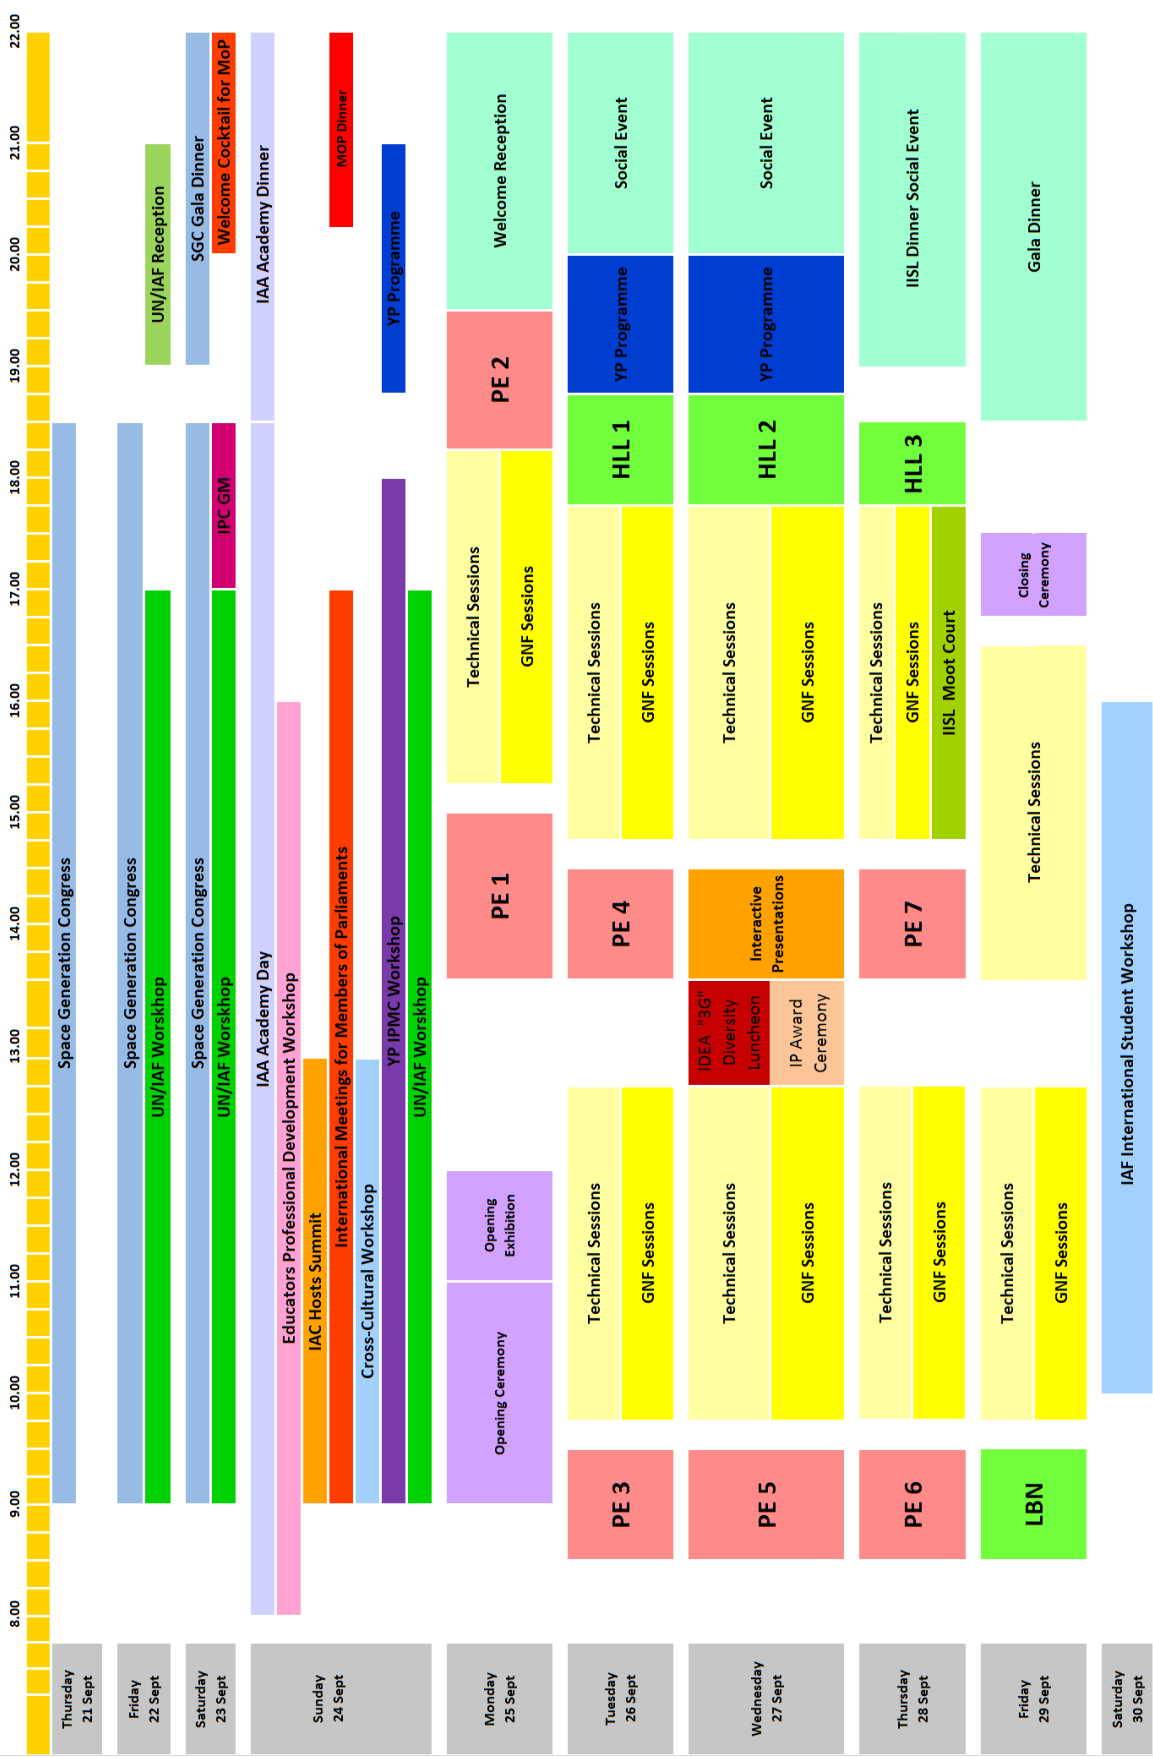 8.00
9.00
10.00
11.00
12.00
13.00
14.00
15.00
16.00
17.00
18.00
19.00
20.00
21.00
22.00
Thursday
21 Sept
Space Generation Congress
Friday
22 Sept
Space Generation Congress
UN/IAF Worskhop
UN/IAF Reception
Saturday
23 Sept
Space Generation Congress
SGC Gala Dinner
UN/IAF Worskhop
IPC GM
Welcome Cocktail for MoP
Sunday
24 Sept
IAA Academy Day
IAA Academy Dinner
Educators Professional Development Workshop
IAC Hosts Summit
International Meetings for Members of Parliaments
MOP Dinner
Cross-Cultural Workshop
YP IPMC Workshop
YP Programme
UN/IAF Worskhop
Monday
25 Sept
Opening Ceremony
Opening
Exhibition
PE 1
Technical Sessions
GNF Sessions
PE 2
Welcome Reception
Tuesday
26 Sept
PE 3
Technical Sessions
GNF Sessions
PE 4
Technical Sessions
GNF Sessions
HLL 1
YP Programme
Social Event
Wednesday
27 Sept
PE 5
Technical Sessions
GNF Sessions
IDEA "3G"
Diversity
Luncheon
IP Award
Ceremony
Interactive
Presentations
Technical Sessions
GNF Sessions
HLL 2
YP Programme
Social Event
Thursday
28 Sept
PE 6
Technical Sessions
GNF Sessions
PE 7
Technical Sessions
GNF Sessions
IISL Moot Court
HLL 3
IISL Dinner Social Event
Friday
29 Sept
LBN
Technical Sessions
GNF Sessions
Technical Sessions
Closing
Ceremony
Gala Dinner
Saturday
30 Sept
IAF International Student Workshop